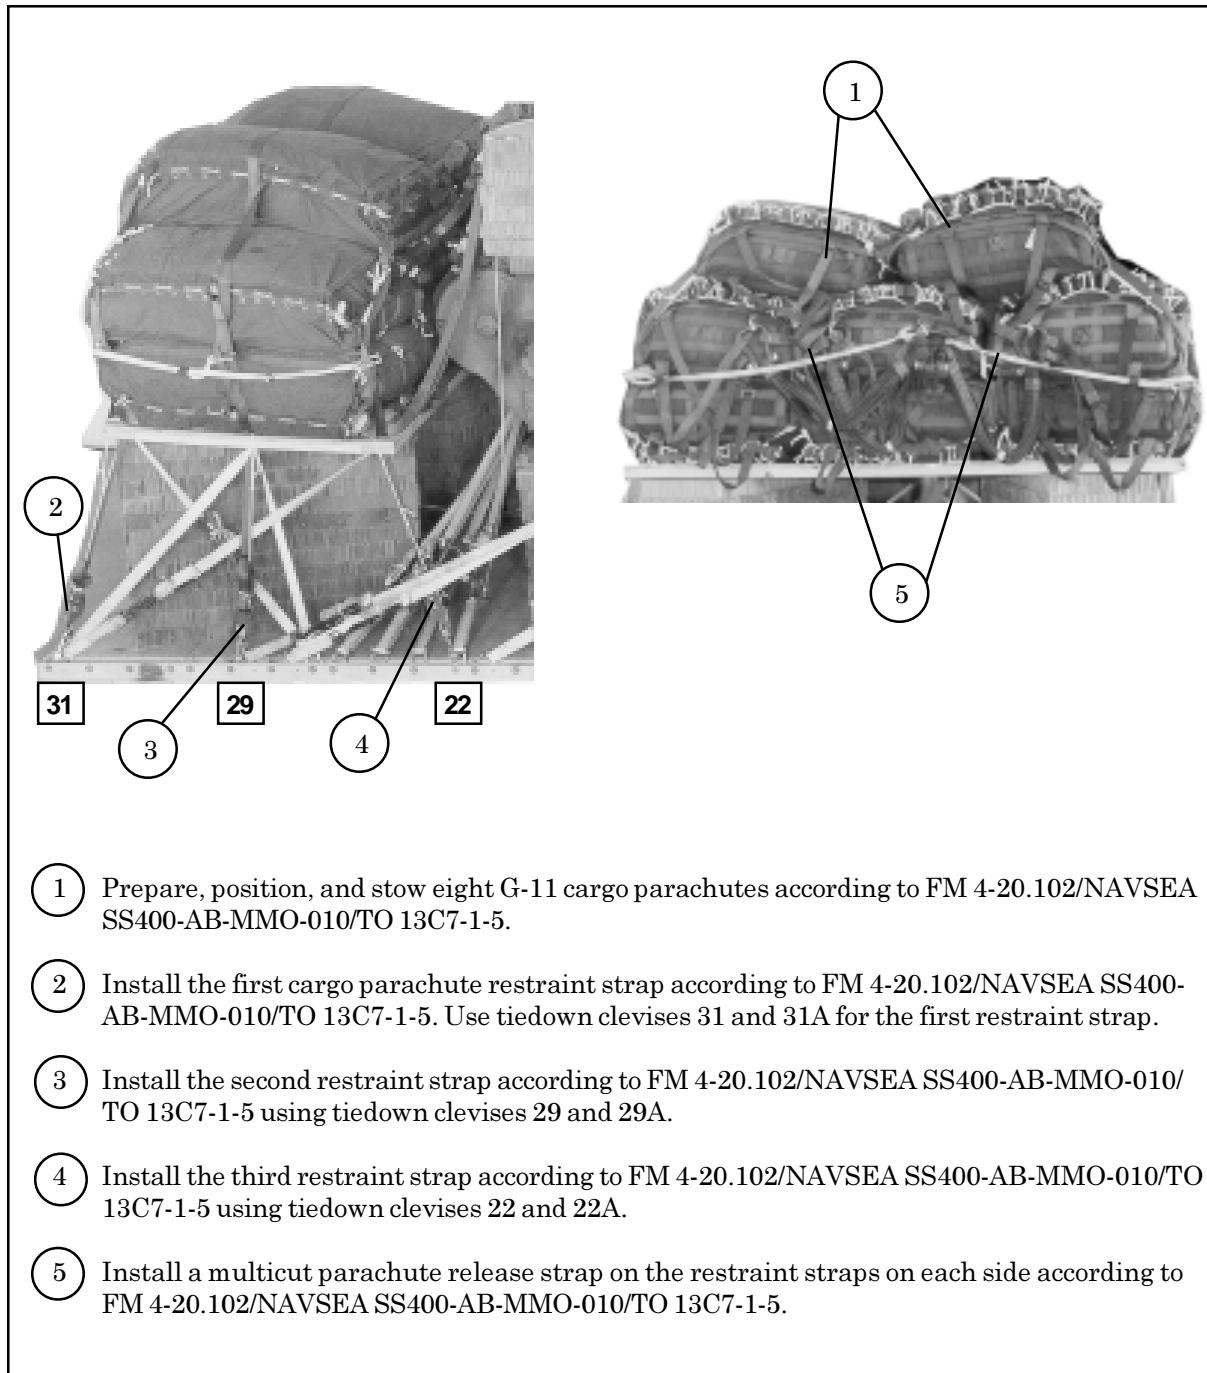 1
2
5
31
29
22
3
4
1 Prepare, position, and stow eight G-11 cargo parachutes according to FM 4-20.102/NAVSEA
SS400-AB-MMO-010/TO 13C7-1-5.
2 Install the first cargo parachute restraint strap according to FM 4-20.102/NAVSEA SS400-
AB-MMO-010/TO 13C7-1-5. Use tiedown clevises 31 and 31A for the first restraint strap.
3 Install the second restraint strap according to FM 4-20.102/NAVSEA SS400-AB-MMO-010/
TO 13C7-1-5 using tiedown clevises 29 and 29A.
4 Install the third restraint strap according to FM 4-20.102/NAVSEA SS400-AB-MMO-010/TO
13C7-1-5 using tiedown clevises 22 and 22A.
5 Install a multicut parachute release strap on the restraint straps on each side according to
FM 4-20.102/NAVSEA SS400-AB-MMO-010/TO 13C7-1-5.